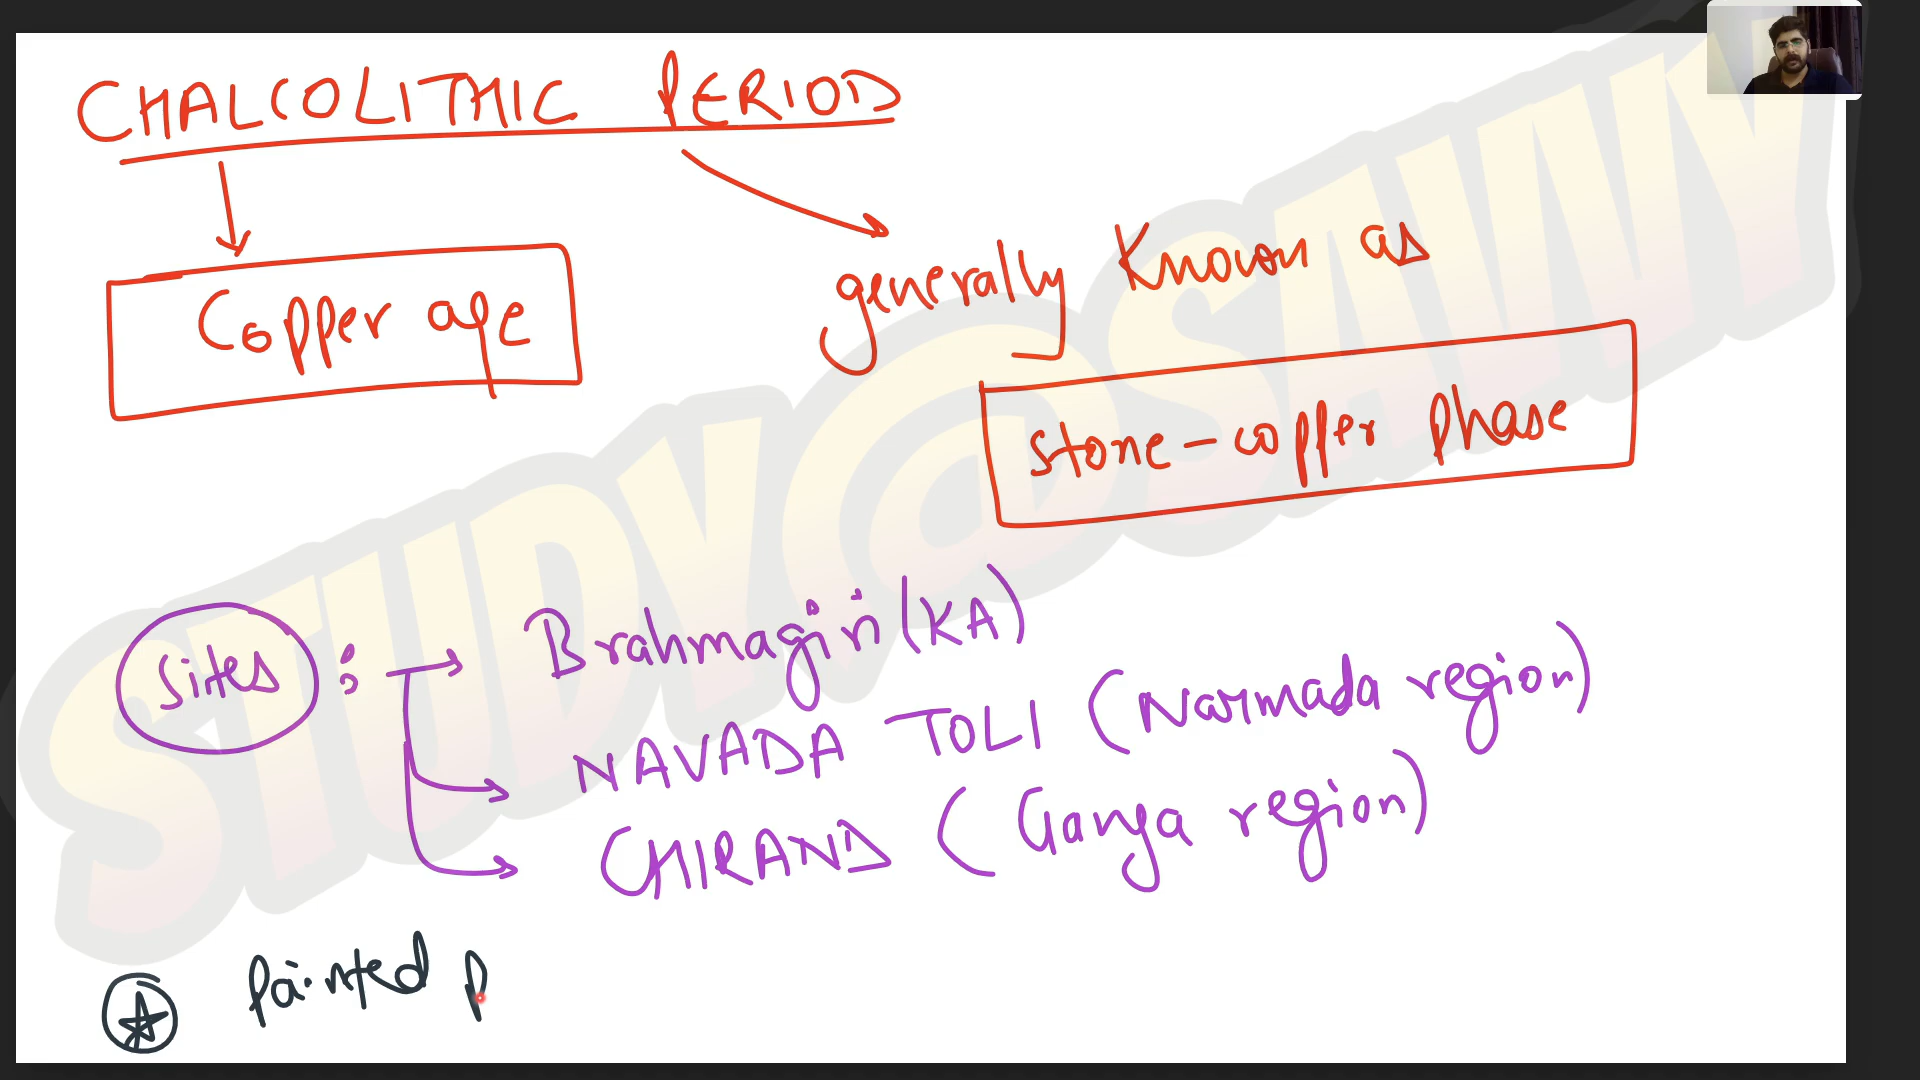 CHALCOLITHIC PERIOD
Copper age
generally Known as
stone-copper Phase
Sites : Brahmagiri (KA)
NAVADA TOLI (Narmada region)
CHIRAND (Ganga region)
Painted P
STUDY@SAVVY